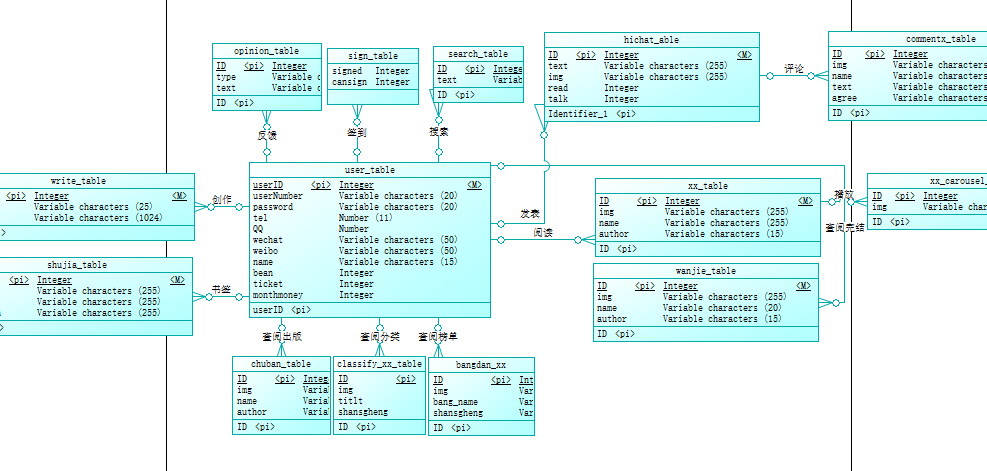 opinion_table
ID <pi> Integer
type Variable c
text Variable c
ID <pi>
sign_table
signed Integer
cansign Integer
search_table
ID <pi> Intege
text Variab
ID <pi>
hichat_able
ID <pi> Integer <M>
text Variable characters (255)
img Variable characters (255)
read Integer
talk Integer
Identifier_1 <pi>
评论
commentx_table
ID <pi> Integer
img Variable characters
name Variable characters
text Variable characters
agree Variable characters
ID <pi>
反馈
签到
搜索
write_table
<pi> Integer <M>
Variable characters (25)
Variable characters (1024)
>
创作
user_table
userID <pi> Integer <M>
userNumber Variable characters (20)
password Variable characters (20)
tel Number (11)
QQ Number
wechat Variable characters (50)
weibo Variable characters (50)
name Variable characters (15)
bean Integer
ticket Integer
monthmoney Integer
userID <pi>
发表
阅读
xx_table
ID <pi> Integer <M>
img Variable characters (255)
name Variable characters (255)
author Variable characters (15)
ID <pi>
播放
查阅完结
xx_carousel_
ID <pi> Integer
img Variable charac
ID <pi>
shujia_table
<pi> Integer <M>
Variable characters (255)
Variable characters (255)
Variable characters (255)
>
书签
wanjie_table
ID <pi> Integer <M>
img Variable characters (255)
name Variable characters (20)
author Variable characters (15)
ID <pi>
查阅出版
查阅分类
查阅榜单
chuban_table
ID <pi> Integ
img Varia
name Varia
author Varia
ID <pi>
classify_xx_table
ID <pi>
img
titlt
shansgheng
ID <pi>
bangdan_xx
ID <pi> Int
img Var
bang_name Var
shansgheng Var
ID <pi>